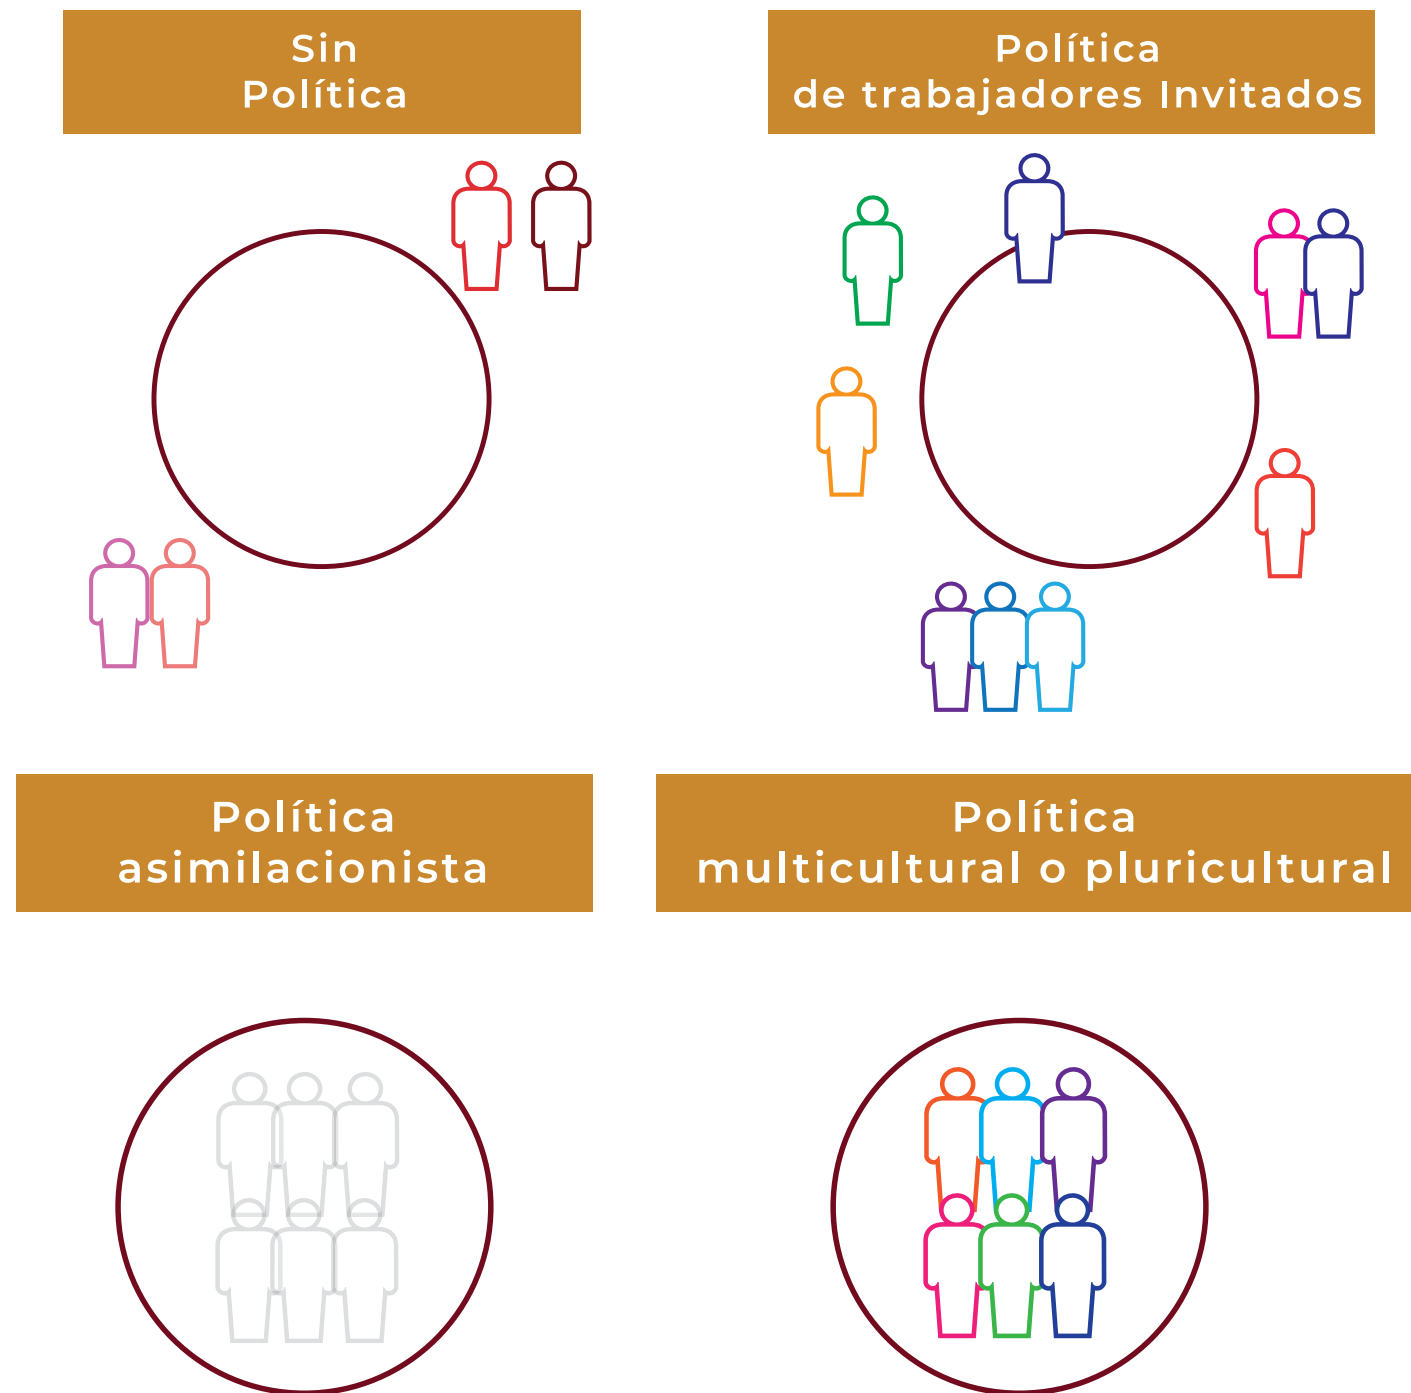 Sin
Política
Política
de trabajadores Invitados
Política
asimilacionista
Política
multicultural o pluricultural